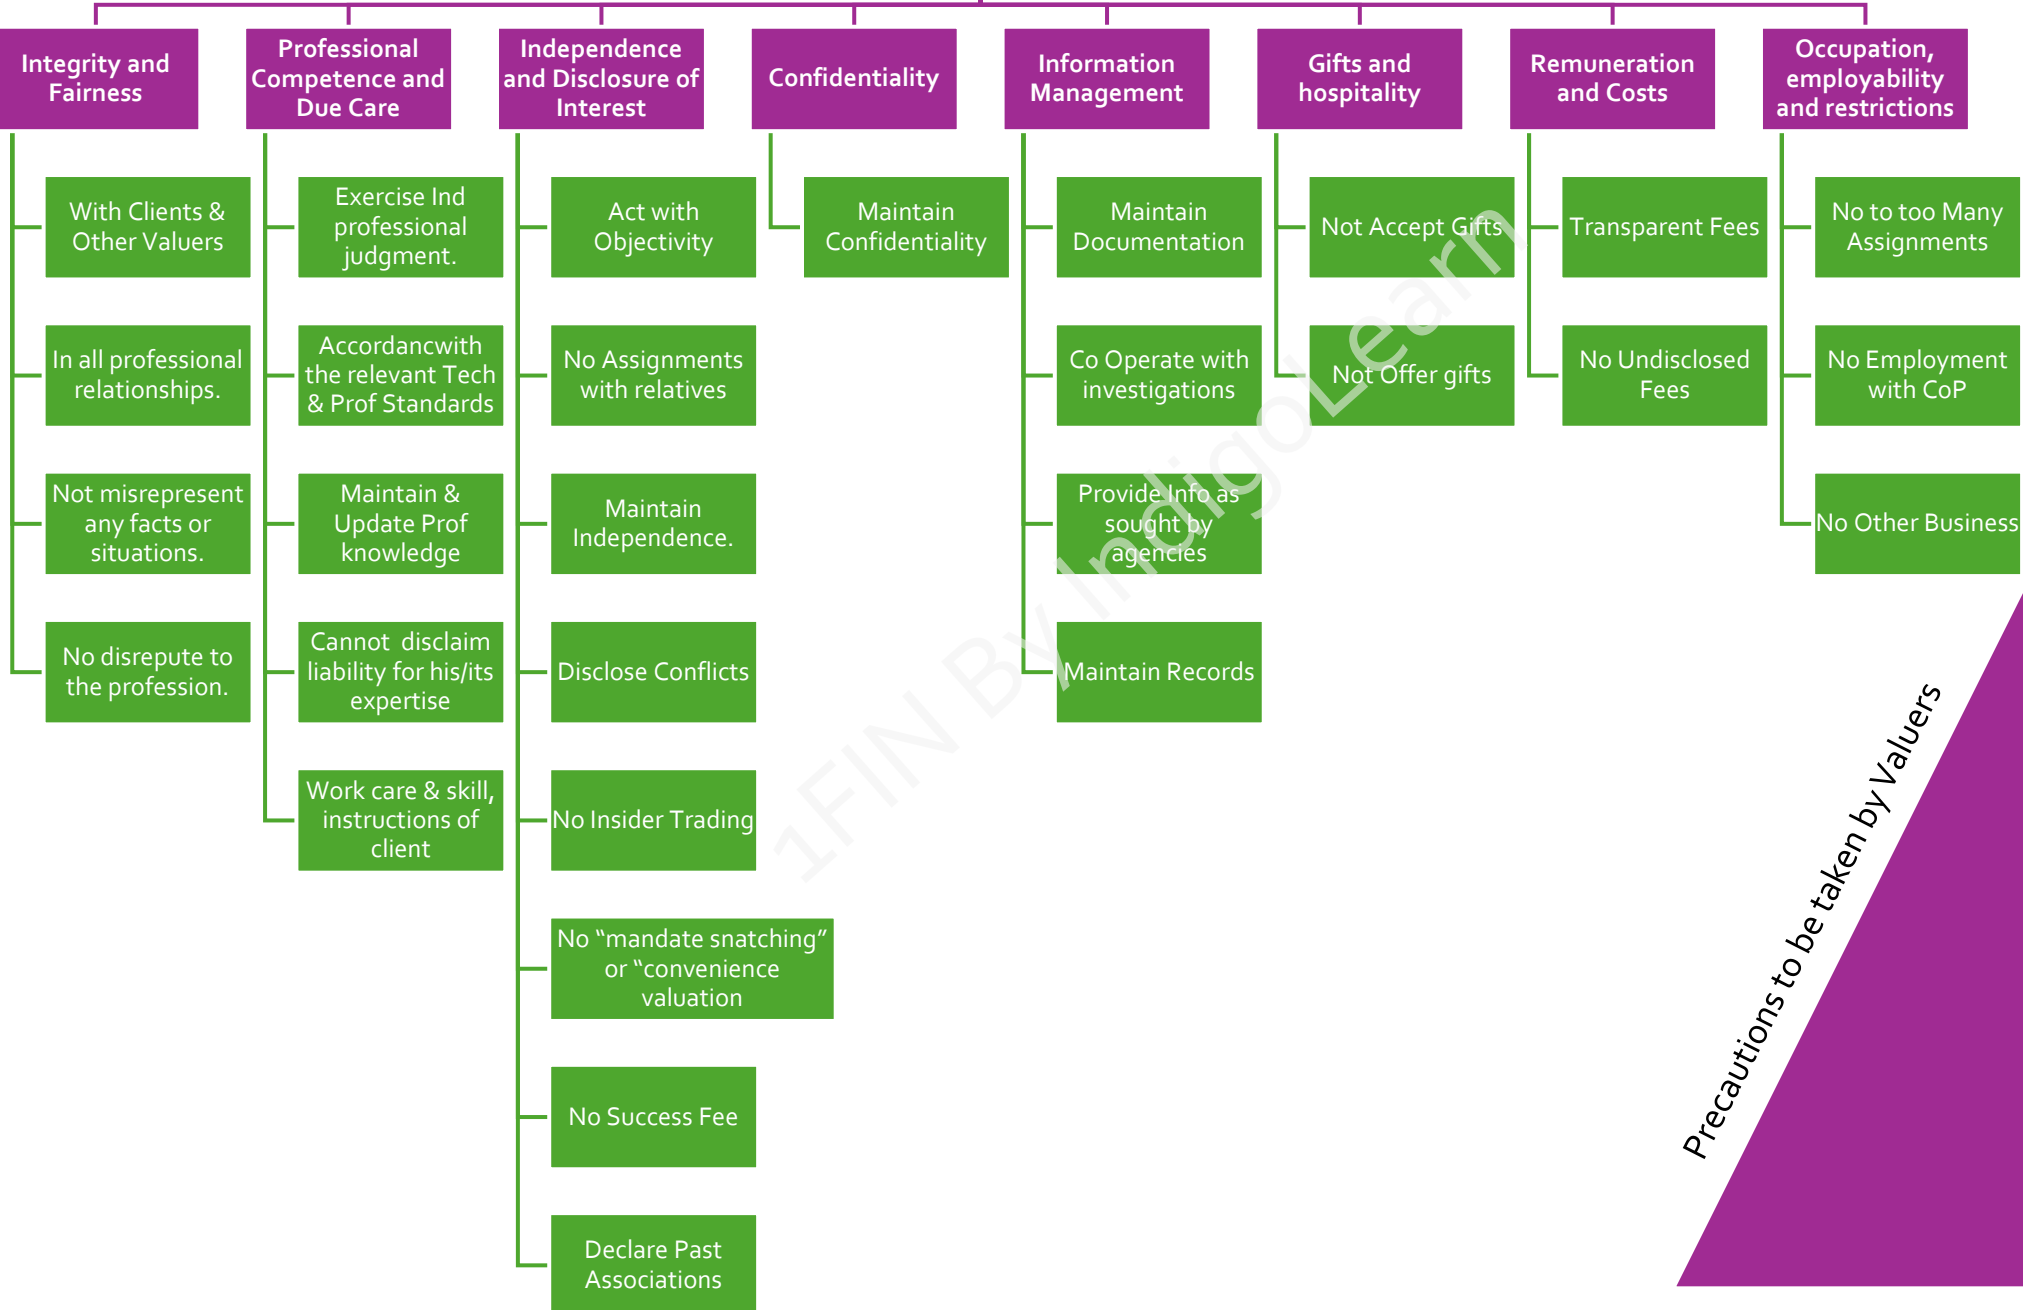 Integrity and
Fairness
With Clients &
Other Valuers
In all professional
relationships.
Not misrepresent
any facts or
situations.
No disrepute to
the profession.
Professional
Competence and
Due Care
Exercise Ind
professional
judgment.
Accordancwith
the relevant Tech
& Prof Standards
Maintain &
Update Prof
knowledge
Cannot disclaim
liability for his/its
expertise
Work care & skill,
instructions of
client
Independence
and Disclosure of
Interest
Act with
Objectivity
No Assignments
with relatives
Maintain
Independence.
Disclose Conflicts
No Insider Trading
No “mandate snatching”
or “convenience
valuation
No Success Fee
Declare Past
Associations
Confidentiality
Maintain
Confidentiality
Information
Management
Maintain
Documentation
Co Operate with
investigations
Provide Info as
sought by
agencies
Maintain Records
Gifts and
hospitality
Not Accept Gifts
Not Offer gifts
Remuneration
and Costs
Transparent Fees
No Undisclosed
Fees
Occupation,
employability
and restrictions
No to too Many
Assignments
No Employment
with CoP
No Other Business
Precautions to be taken by Valuers
1FIN By IndigoLearn